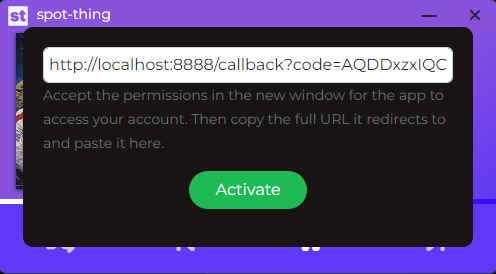 st spot-thing
http://localhost:8888/callback?code=AQDDxzxIQC
Accept the permissions in the new window for the app to
access your account. Then copy the full URL it redirects to
and paste it here.
Activate